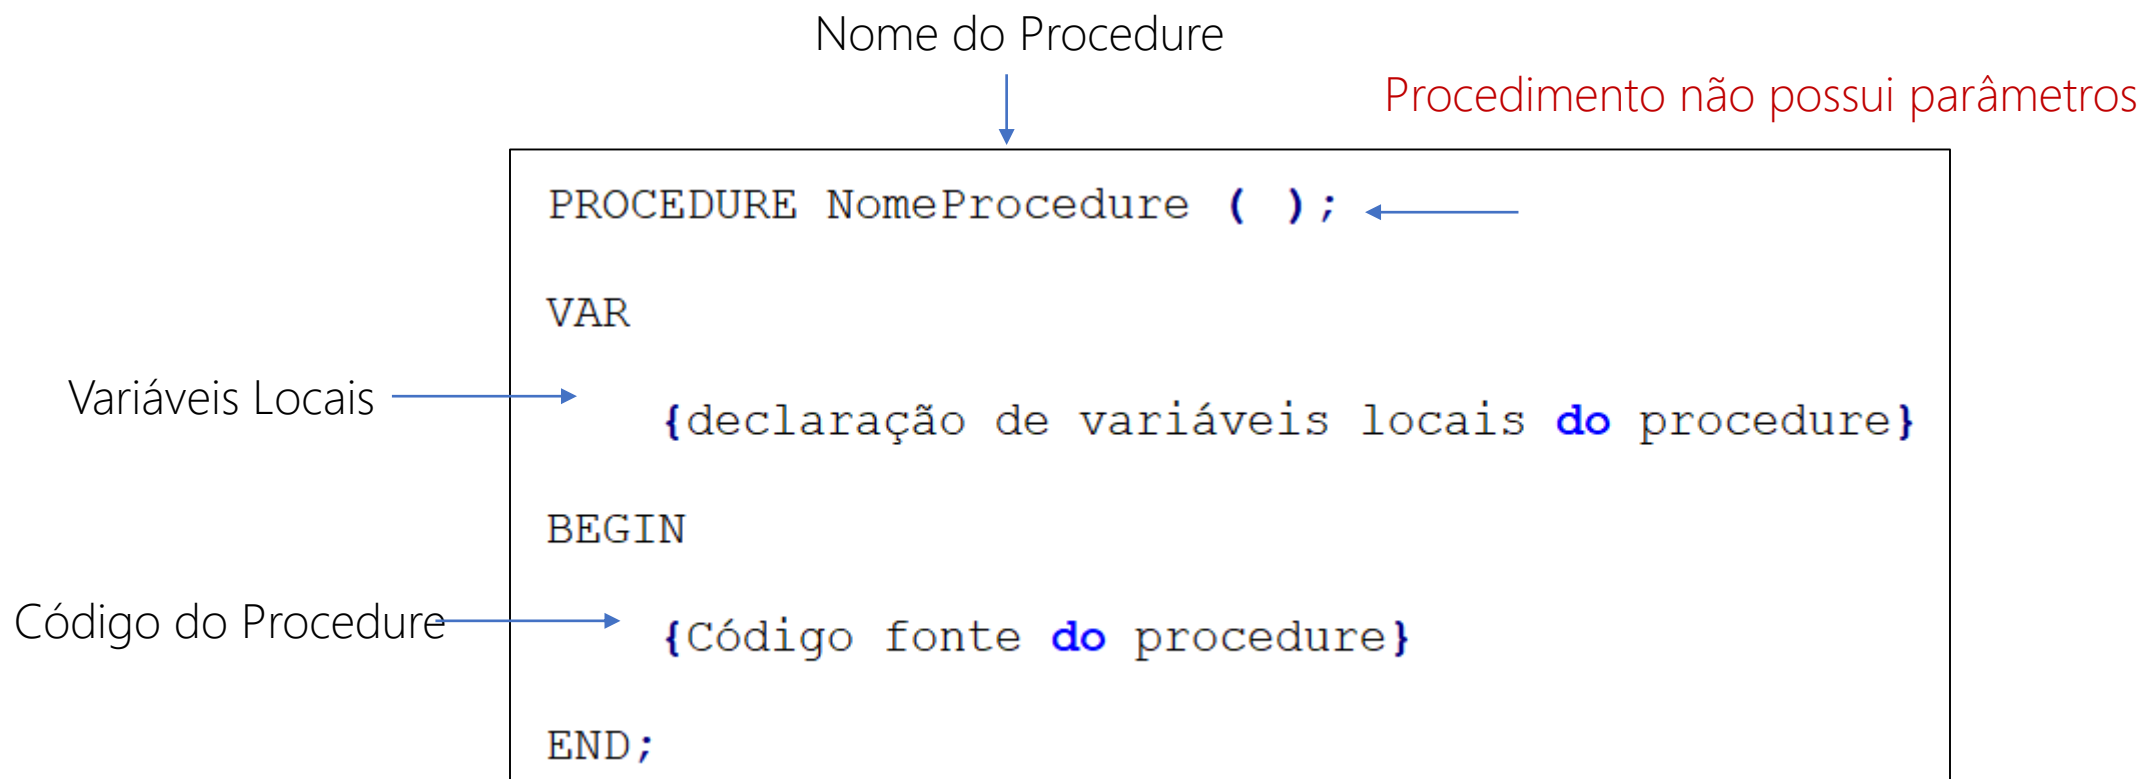 Nome do Procedure
Procedimento não possui parâmetros
PROCEDURE NomeProcedure ( );
VAR
Variáveis Locais
{declaração de variáveis locais do procedure}
BEGIN
Código do Procedure
{Código fonte do procedure}
END;